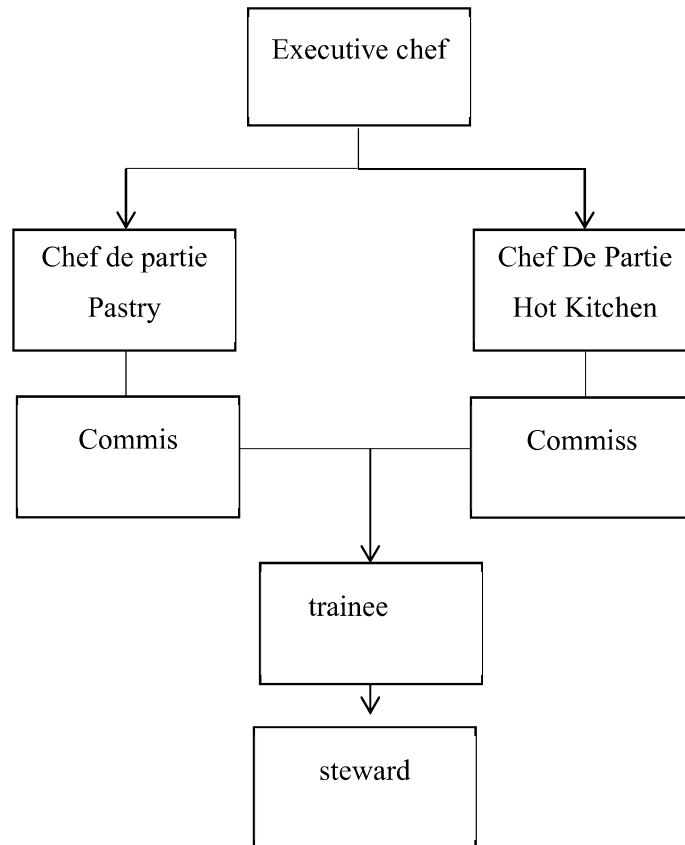 Executive chef
Chef de partie
Pastry
Chef De Partie
Hot Kitchen
Commis
Commiss
trainee
steward